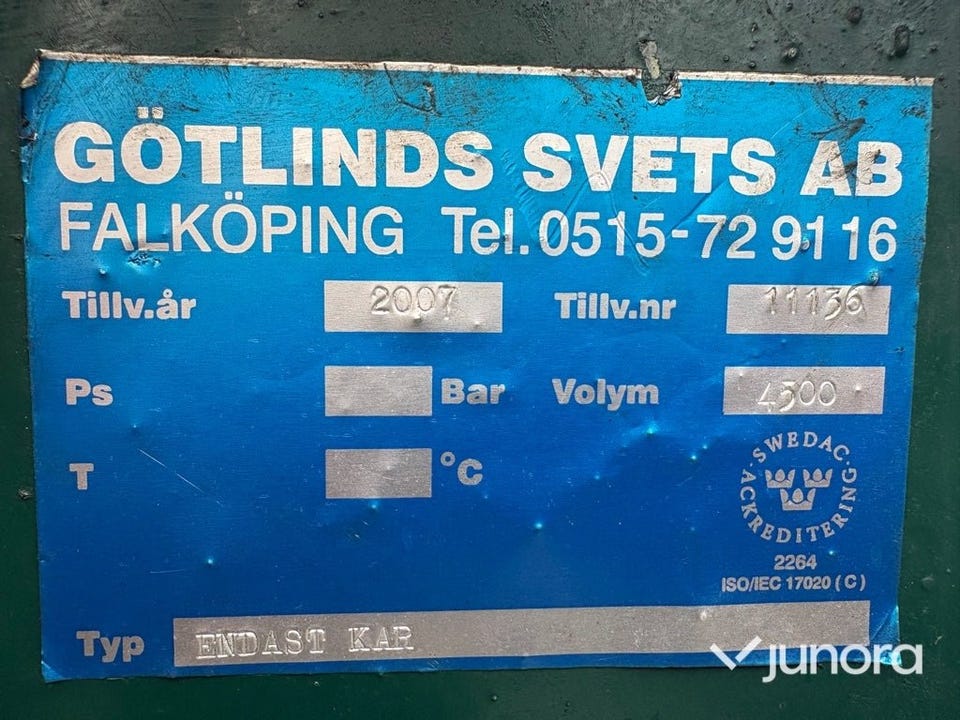 GÖTLINDS SVETS AB
FALKÖPING Tel. 0515-72 91 16
Tillv.år 2007 Tillv.nr 11136
Ps Bar Volym 4500
T °C
SWEDAC ACKREDITERING
2264
ISO/IEC 17020 ( C )
Typ ENDAST KAR
junora